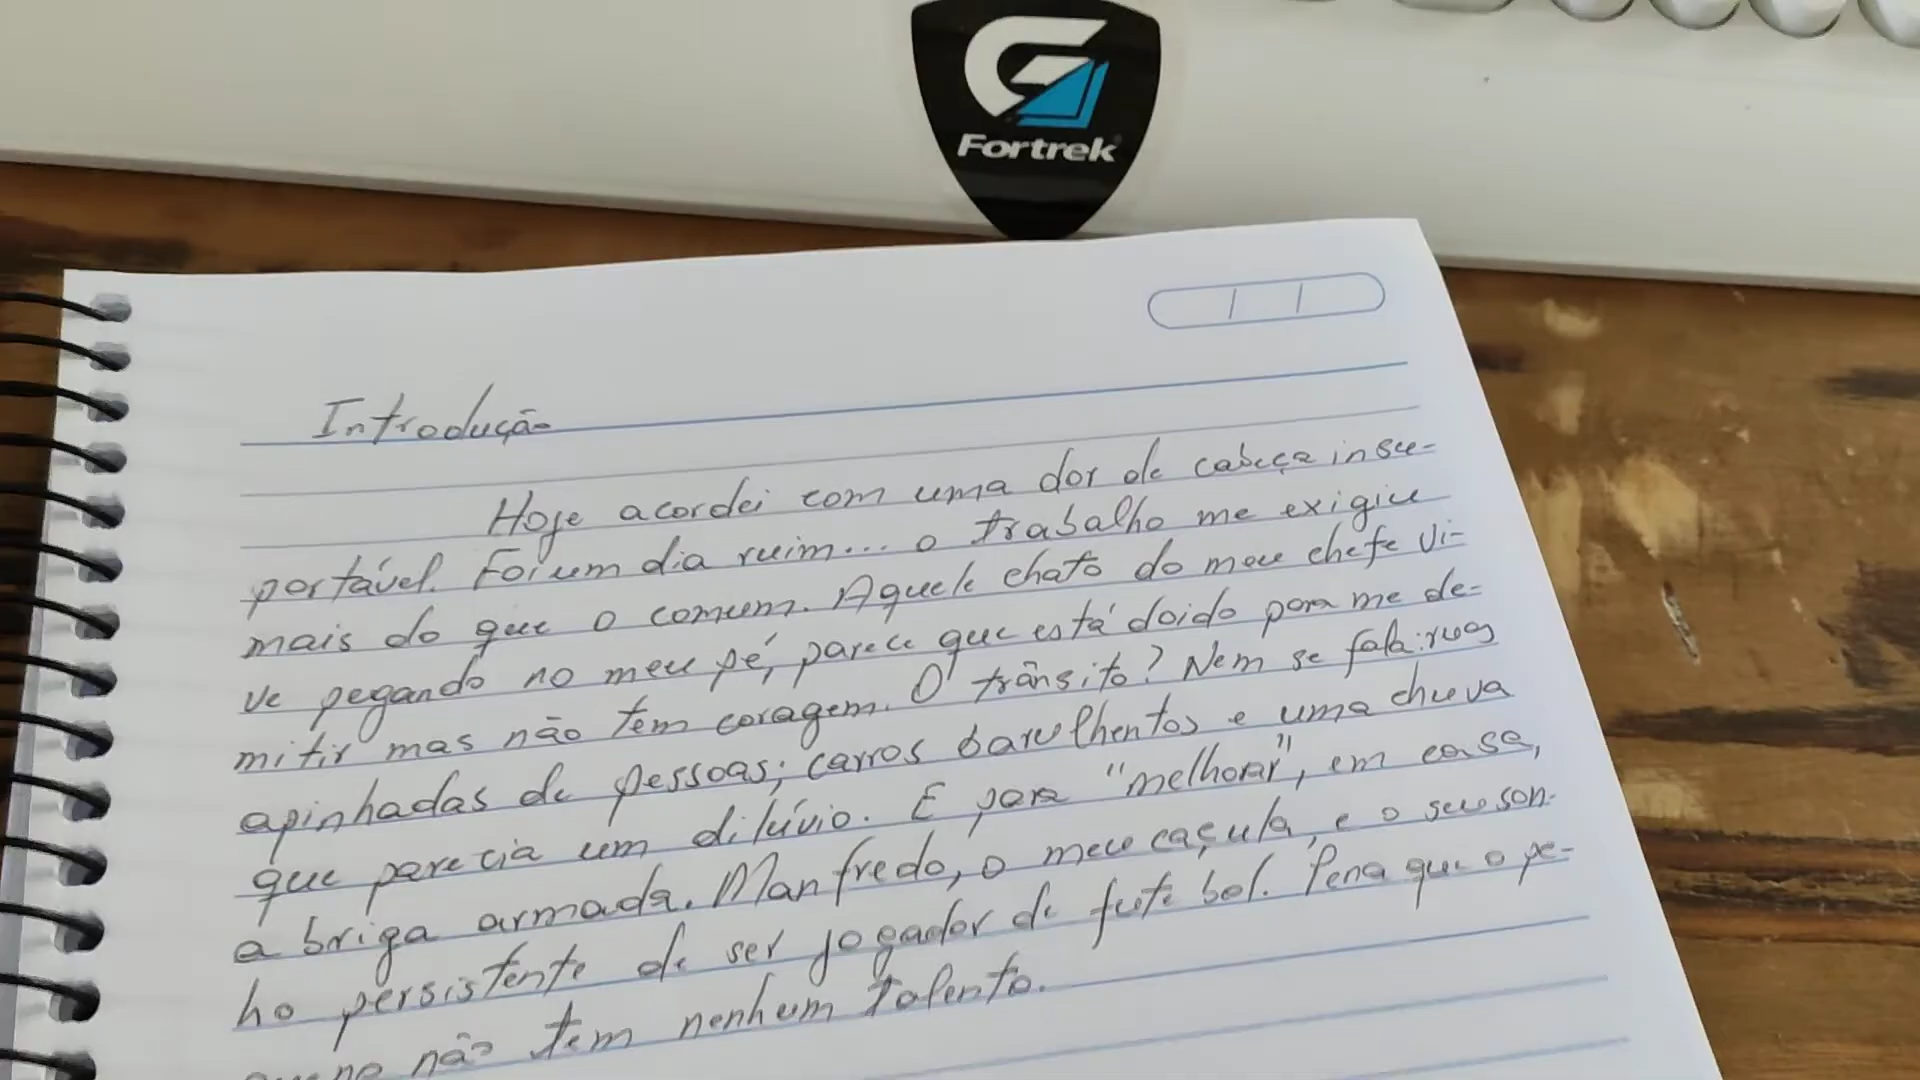 Fortrek
Introdução
Hoje acordei com uma dor de cabeça insu-
portável. Foi um dia ruim... o trabalho me exigiu
mais do que o comum. Aquele chato do meu chefe vi-
ve pegando no meu pé, parece que está doido para me de-
mitir mas não tem coragem. O trânsito? Nem se fala: ruas
apinhadas de pessoas; carros barulhentos e uma chuva
que parecia um dilúvio. E para "melhorar", em casa,
a briga armada. Manfredo, o meu caçula, e o seu son-
ho persistente de ser jogador de futebol. Pena que o pe-
queno não tem nenhum talento.